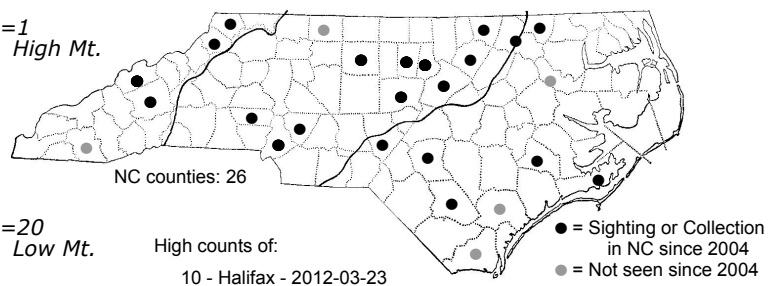 =1
High Mt.
NC counties: 26
=20
Low Mt.
High counts of:
10 - Halifax - 2012-03-23
● = Sighting or Collection
in NC since 2004
● = Not seen since 2004